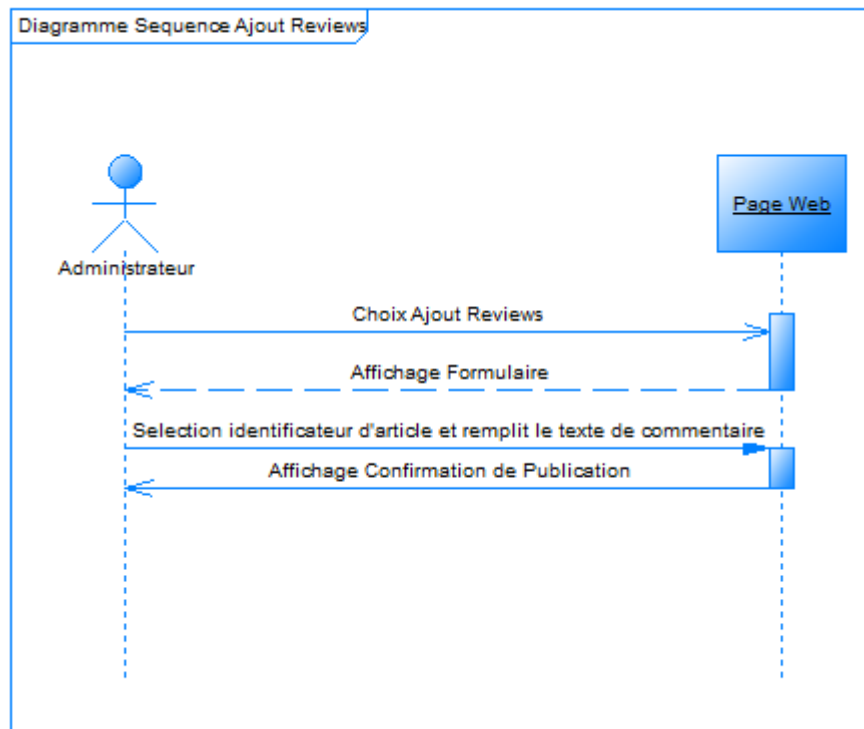 Diagramme Sequence Ajout Reviews
Page Web
Administrateur
Choix Ajout Reviews
Affichage Formulaire
Selection identificateur d'article et remplit le texte de commentaire
Affichage Confirmation de Publication